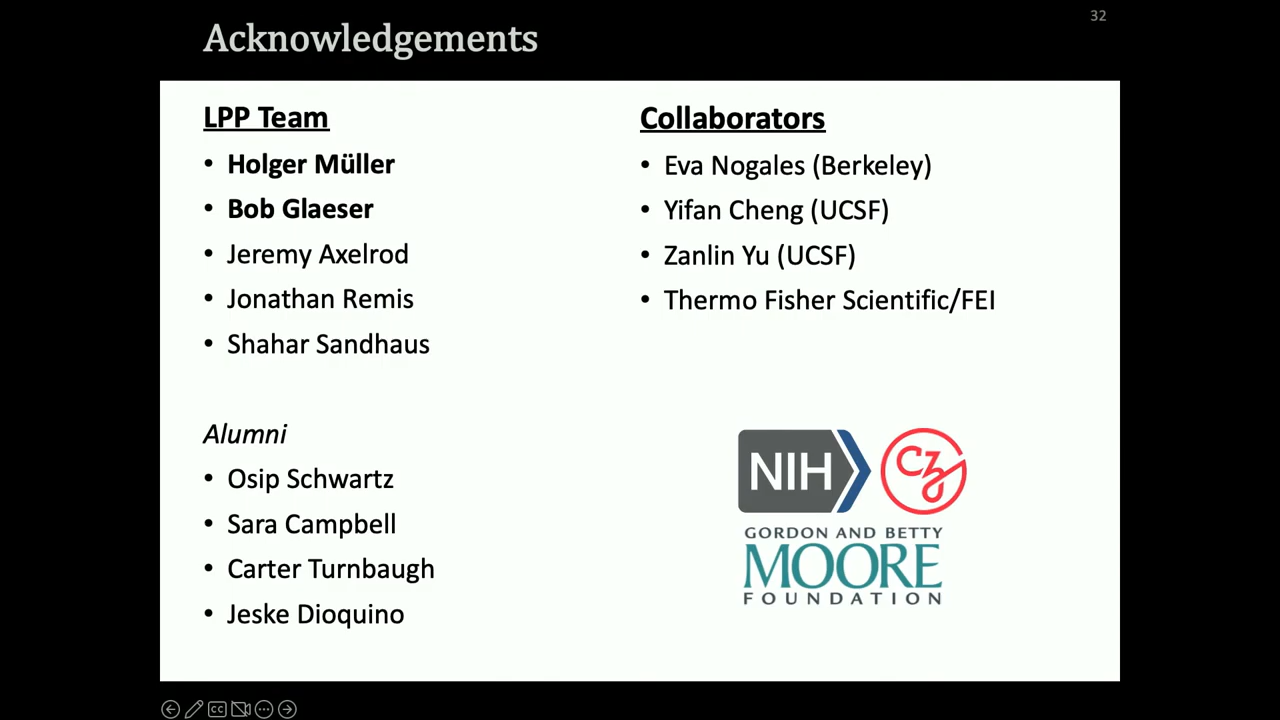 32
Acknowledgements
LPP Team
• Holger Müller
• Bob Glaeser
• Jeremy Axelrod
• Jonathan Remis
• Shahar Sandhaus
Alumni
• Osip Schwartz
• Sara Campbell
• Carter Turnbaugh
• Jeske Dioquino
Collaborators
• Eva Nogales (Berkeley)
• Yifan Cheng (UCSF)
• Zanlin Yu (UCSF)
• Thermo Fisher Scientific/FEI
NIH
CZ
GORDON AND BETTY
MOORE
FOUNDATION
CC